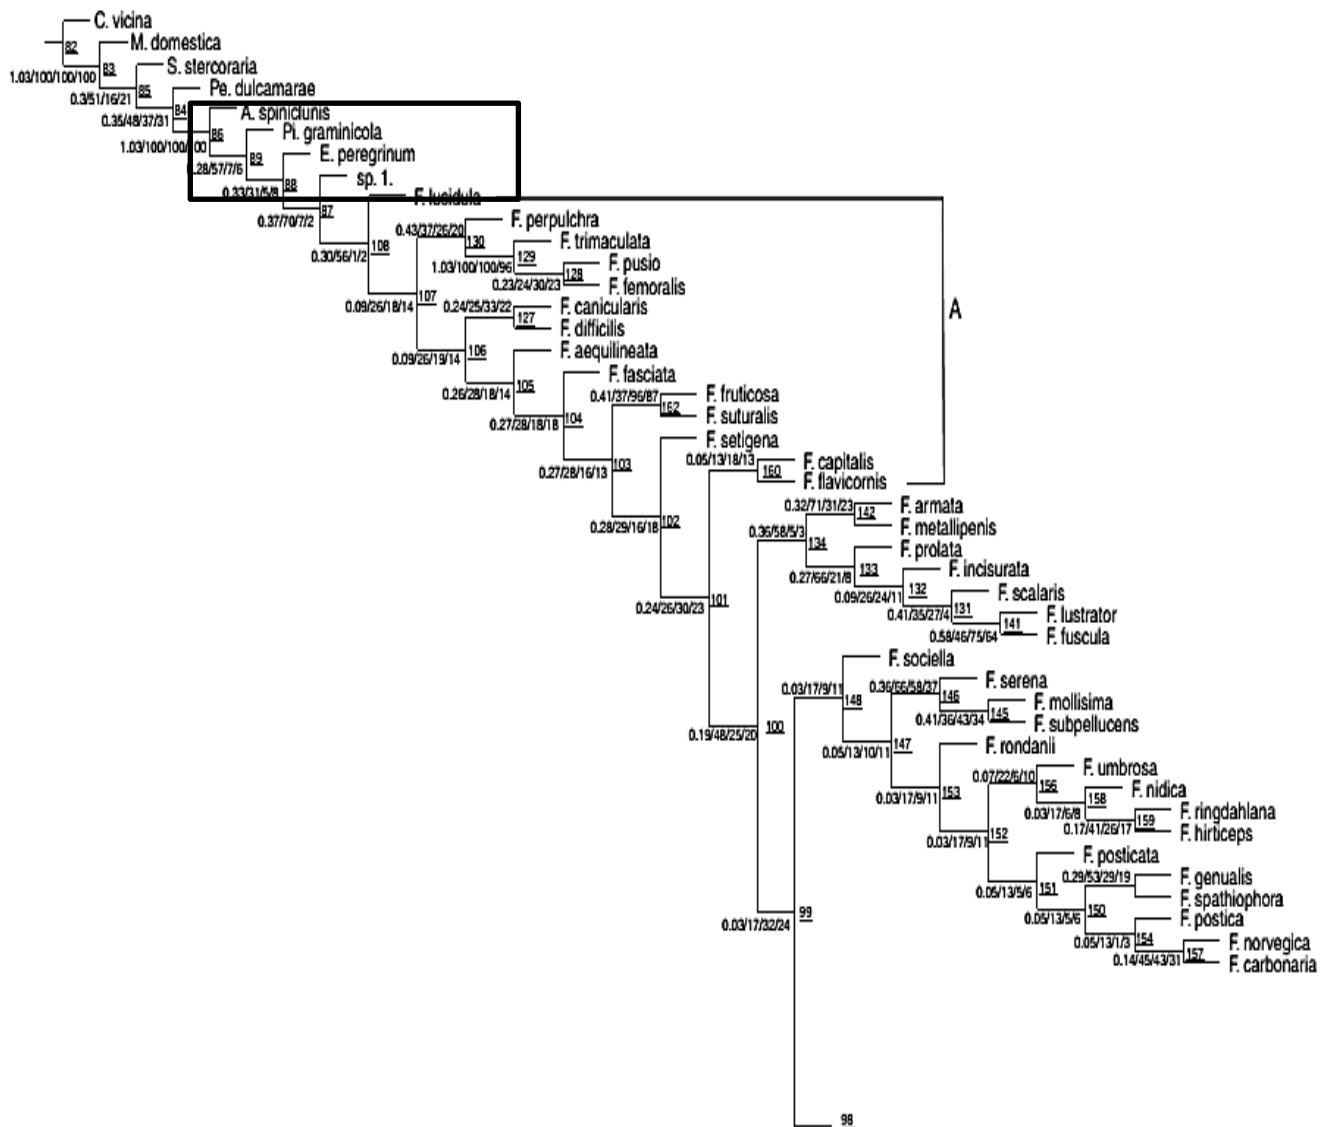 C. vicina
82
M. domestica
1.03/100/100/100
83
S. stercoraria
0.3/51/16/21
85
Pe. dulcamarae
0.35/48/37/31
84
A. spiniclunis
1.03/100/100/100
86
Pi. graminicola
0.28/57/7/6
89
E. peregrinum
0.33/31/5/8
88
sp. 1.
0.37/70/7/2
87
F. lucidula
0.30/56/1/2
108
F. perpulchra
0.43/37/26/20
130
F. trimaculata
1.03/100/100/96
129
F. pusio
0.23/24/30/23
128
F. femoralis
0.09/26/18/14
107
F. canicularis
0.24/25/33/22
127
F. difficilis
A
0.09/26/19/14
106
F. aequilineata
0.26/28/18/14
105
F. fasciata
0.27/28/18/18
104
0.41/37/96/87
F. fruticosa
162
F. suturalis
0.27/28/16/13
103
F. setigena
0.28/29/16/18
102
0.05/13/18/13
F. capitalis
160
F. flavicornis
0.24/26/30/23
101
0.32/71/31/23
F. armata
142
F. metallipenis
0.36/58/5/3
134
F. prolata
0.27/66/21/8
133
F. incisurata
0.09/26/24/11
132
F. scalaris
0.41/35/27/4
131
F. lustrator
0.58/46/75/64
141
F. fuscula
0.19/48/25/20
100
F. sociella
0.03/17/9/11
148
0.36/66/58/37
F. serena
146
F. mollisima
0.41/36/43/34
145
F. subpellucens
0.05/13/10/11
147
F. rondanii
0.03/17/9/11
153
0.07/22/6/10
F. umbrosa
156
F. nidica
0.03/17/6/8
158
F. ringdahlana
0.17/41/26/17
159
F. hirticeps
0.03/17/9/11
152
F. posticata
0.05/13/5/6
151
0.29/53/29/19
F. genualis
F. spathiophora
0.05/13/5/6
150
F. postica
0.05/13/1/3
154
F. norvegica
0.14/45/43/31
157
F. carbonaria
0.03/17/32/24
99
98